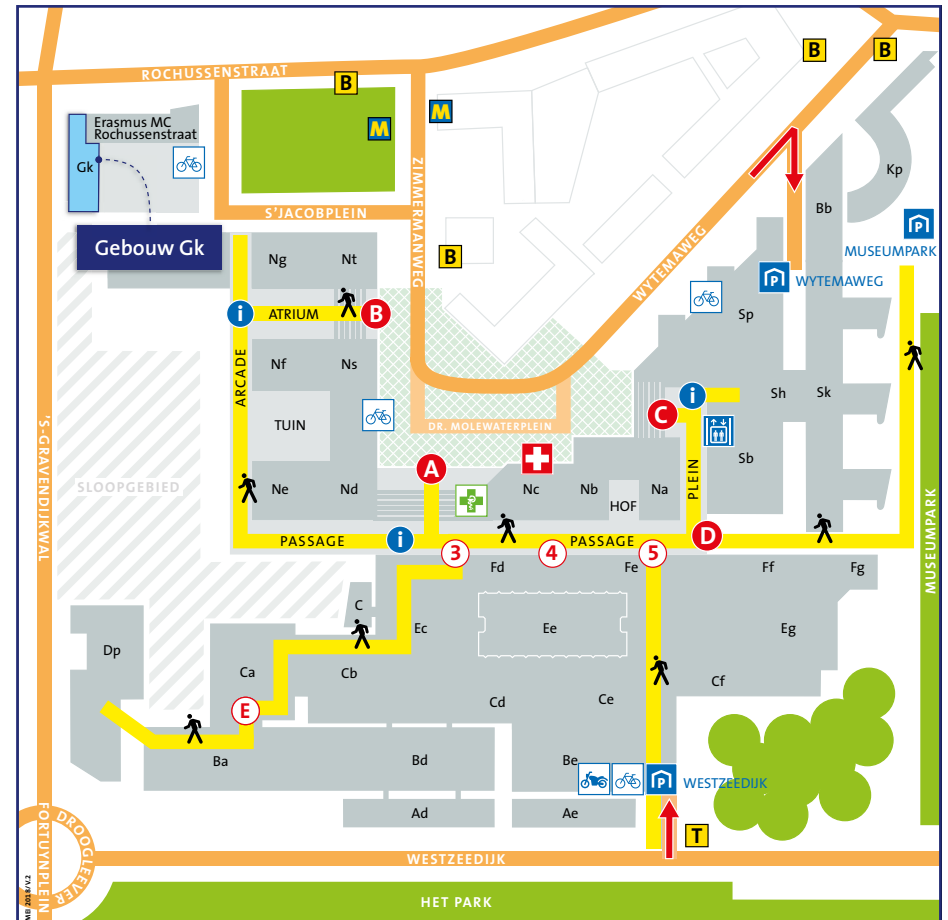 B
B
B
ROCHUSSENSTRAAT
M
M
Erasmus MC
Rochussenstraat
Gk
Kp
Bb
ZIMMERMANWEG
S'JACOBPLEIN
P
MUSEUMPARK
Gebouw Gk
B
WYTEMAWEG
Ng
Nt
P
WYTEMAWEG
i
ATRIUM
B
Sp
ARCADE
Nf
Ns
i
Sh
Sk
TUIN
C
DR. MOLEWATERPLEIN
'S-GRAVENDIJKWAL
Sb
A
PLEIN
SLOOPGEBIED
Ne
Nd
Nc
Nb
Na
HOF
PASSAGE
i
PASSAGE
D
3
4
5
Fd
Fe
Ff
Fg
MUSEUMPARK
C
Ec
Ee
Eg
Dp
Ca
Cb
Cf
Cd
Ce
E
Ba
Bd
Be
P
WESTZEEDIJK
Ad
Ae
T
DROOGLEEVER
FORTUYNPLEIN
WESTZEEDIJK
HET PARK
MB 2018/V.2